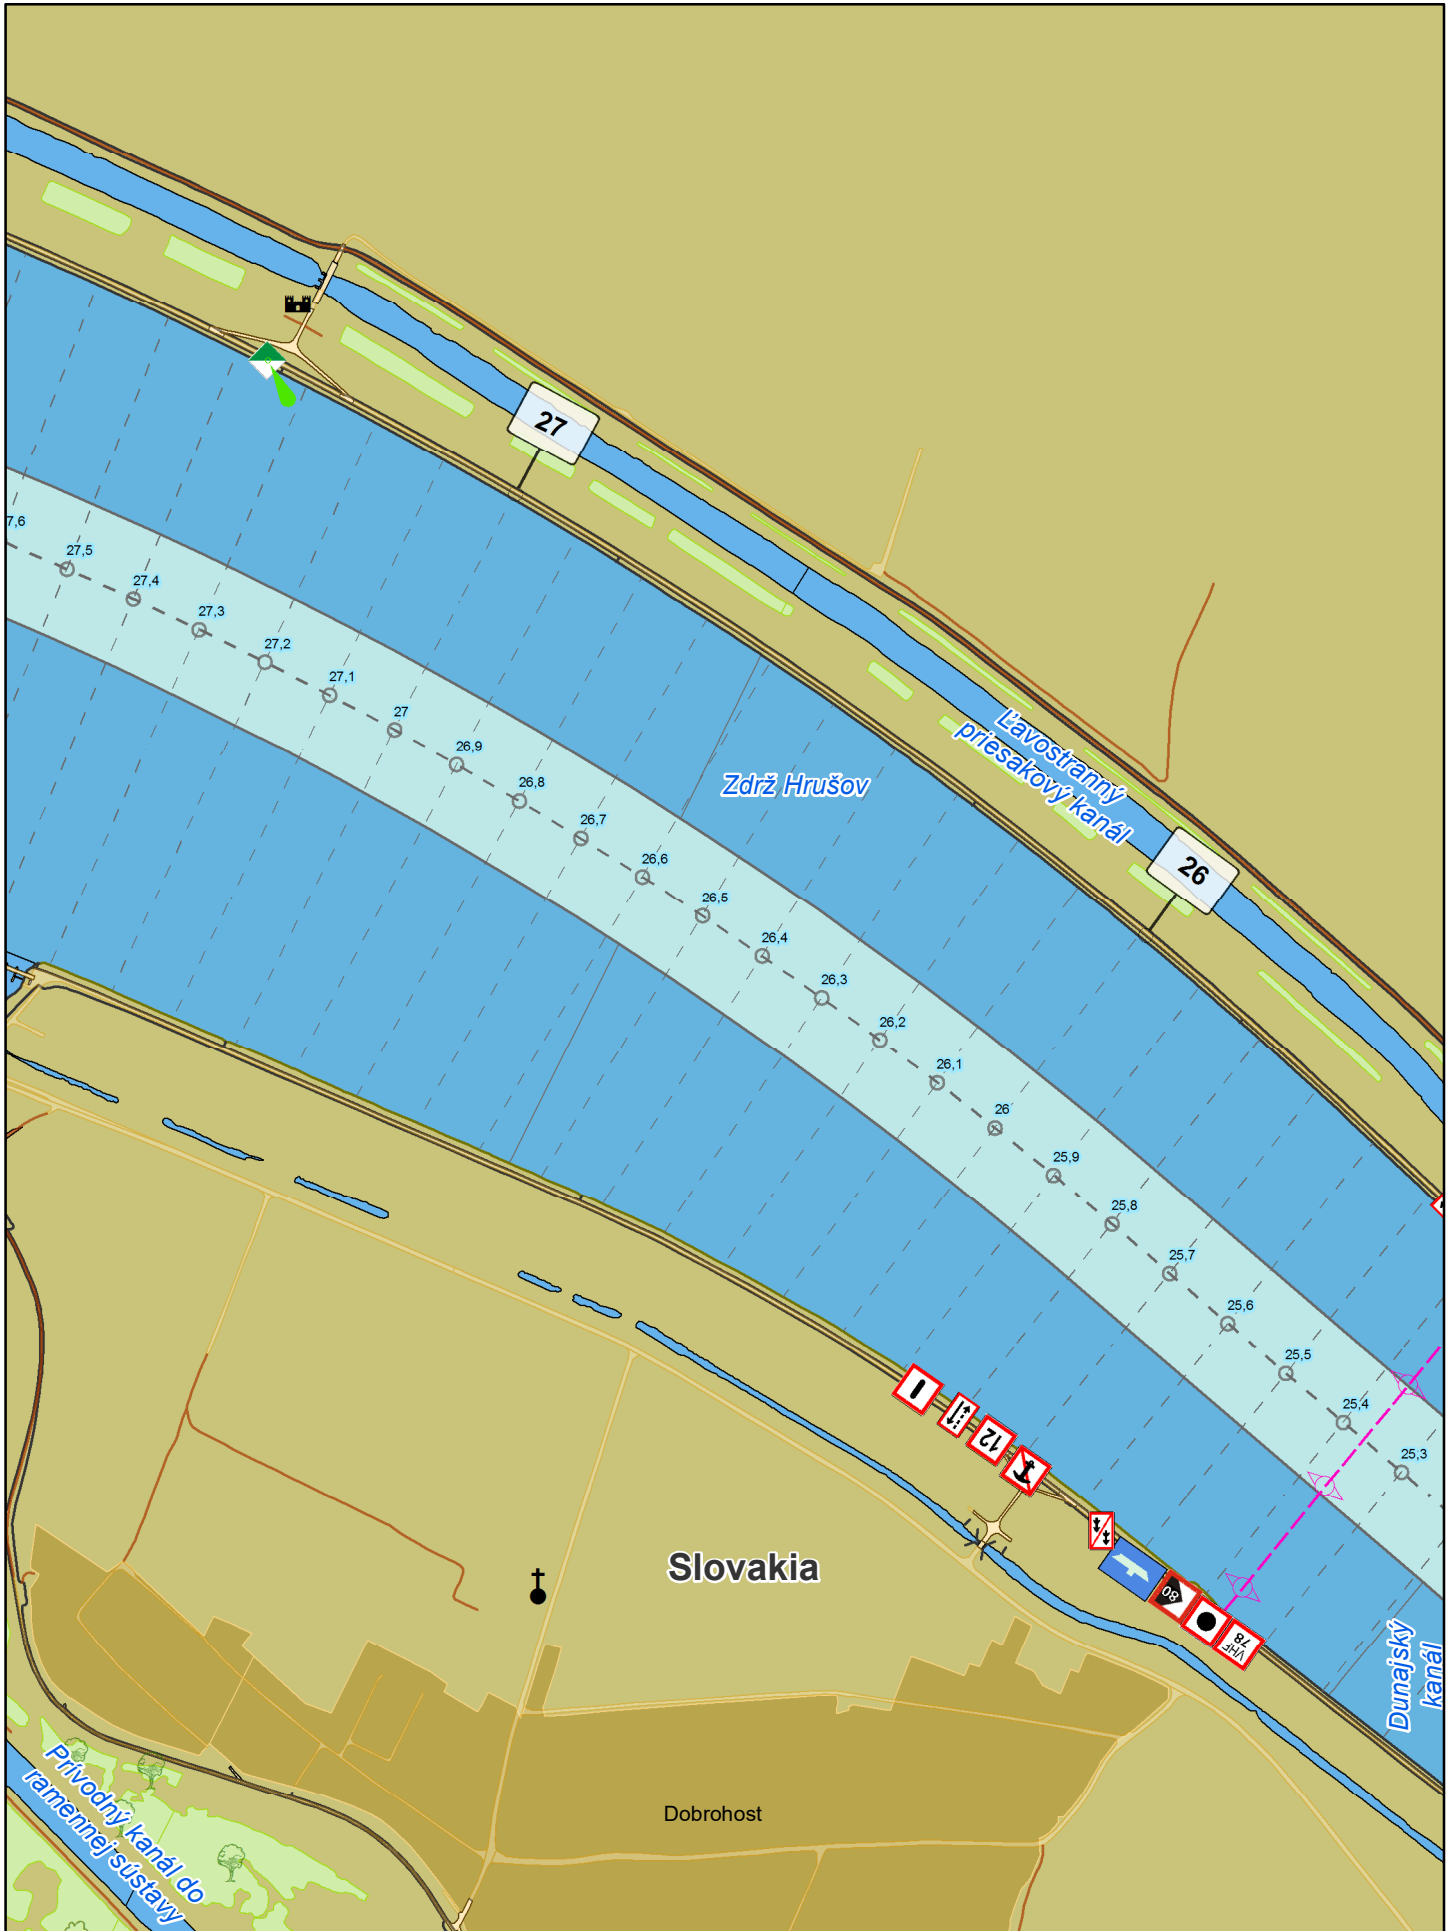 27
7,6
27,5
27,4
27,3
27,2
27,1
27
26,9
26,8
26,7
26,6
26,5
26,4
26,3
26,2
26,1
26
25,9
25,8
25,7
25,6
25,5
25,4
25,3
Zdrž Hrušov
Ľavostranný
priesakový kanál
26
12
80
VHF
78
Slovakia
Dunajský
kanál
Dobrohost
Prívodný kanál do
ramennej sústavy